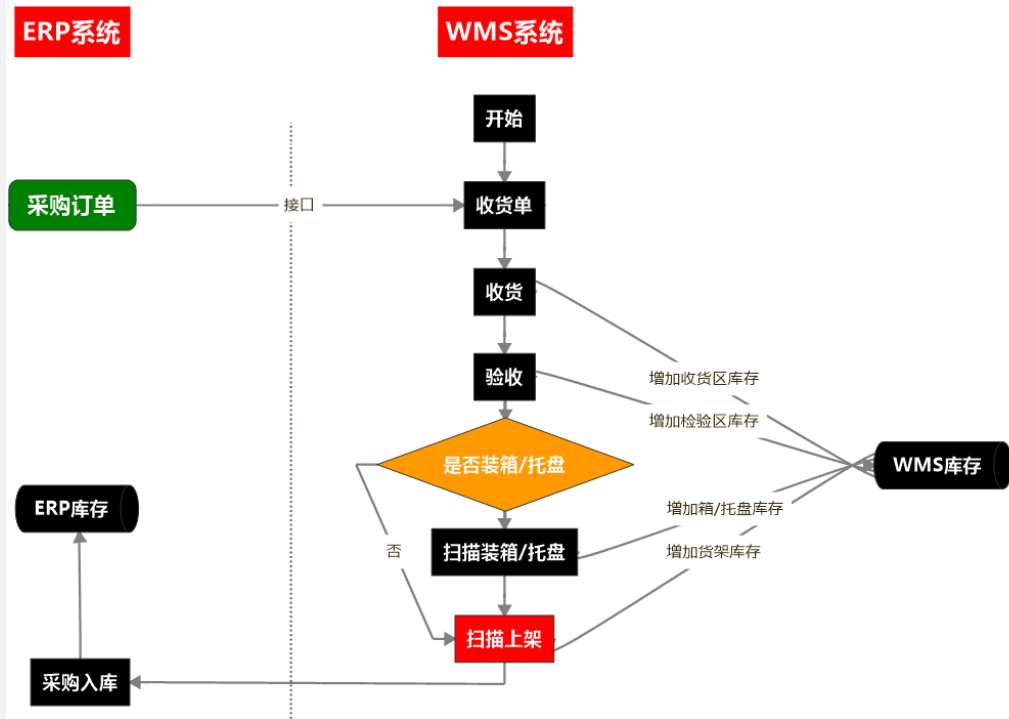 ERP系统
WMS系统
开始
采购订单
接口
收货单
收货
验收
增加收货区库存
增加检验区库存
是否装箱/托盘
WMS库存
ERP库存
增加箱/托盘库存
否
扫描装箱/托盘
增加货架库存
扫描上架
采购入库